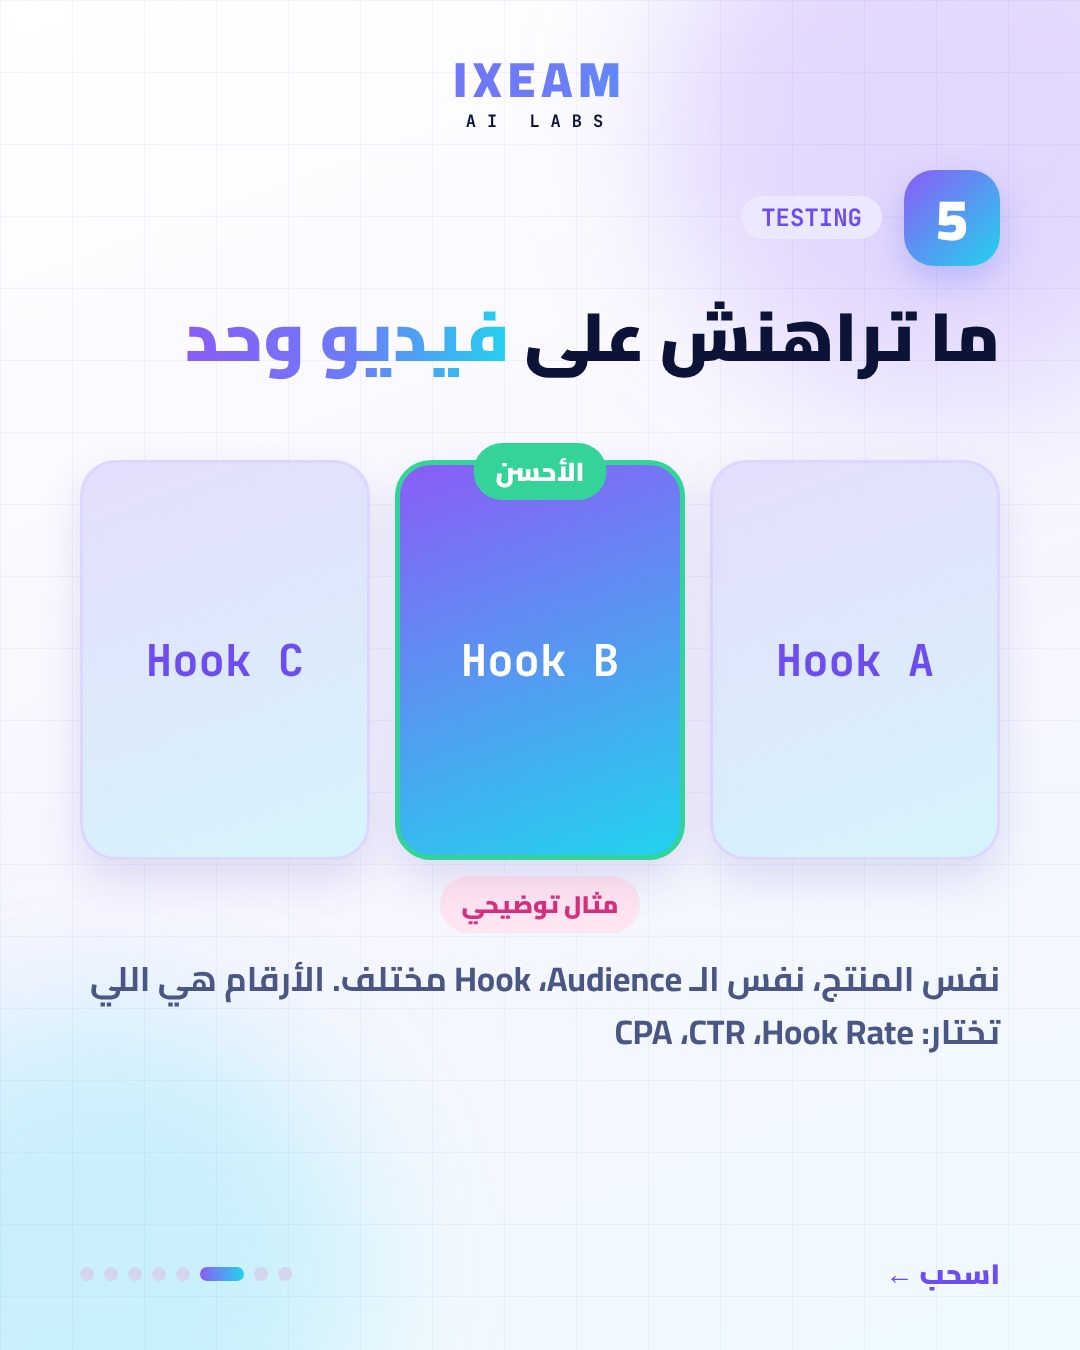 IXEAM
AI LABS
5
TESTING
ما تراهنش على فيديو وحد
الأحسن
Hook A
Hook B
Hook C
مثال توضيحي
نفس المنتج، نفس الـ Audience، Hook مختلف. الأرقام هي اللي
تختار: Hook Rate، CTR، CPA
اسحب ←